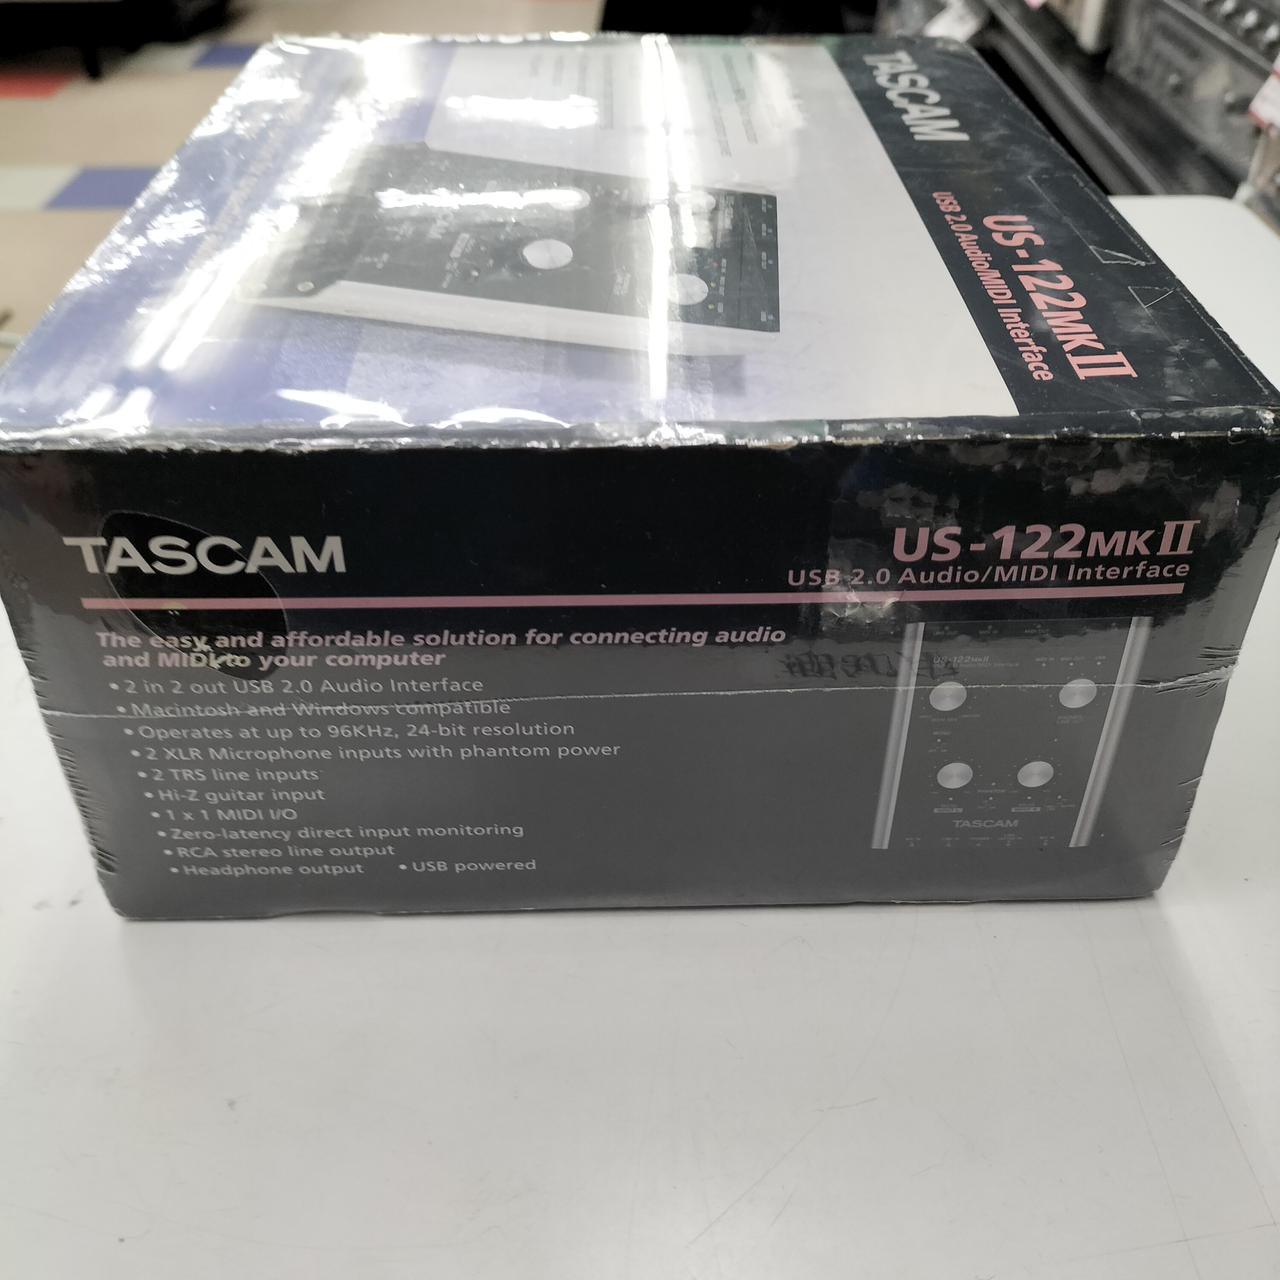 TASCAM
US-122MKII
USB 2.0 Audio/MIDI Interface
TASCAM
US-122MKII
USB 2.0 Audio/MIDI Interface
The easy and affordable solution for connecting audio
and MIDI to your computer
• 2 in 2 out USB 2.0 Audio Interface
• Macintosh and Windows compatible
• Operates at up to 96KHz, 24-bit resolution
• 2 XLR Microphone inputs with phantom power
• 2 TRS line inputs
• Hi-Z guitar input
• 1 x 1 MIDI I/O
• Zero-latency direct input monitoring
• RCA stereo line output
• Headphone output • USB powered
US-122MKII
TASCAM